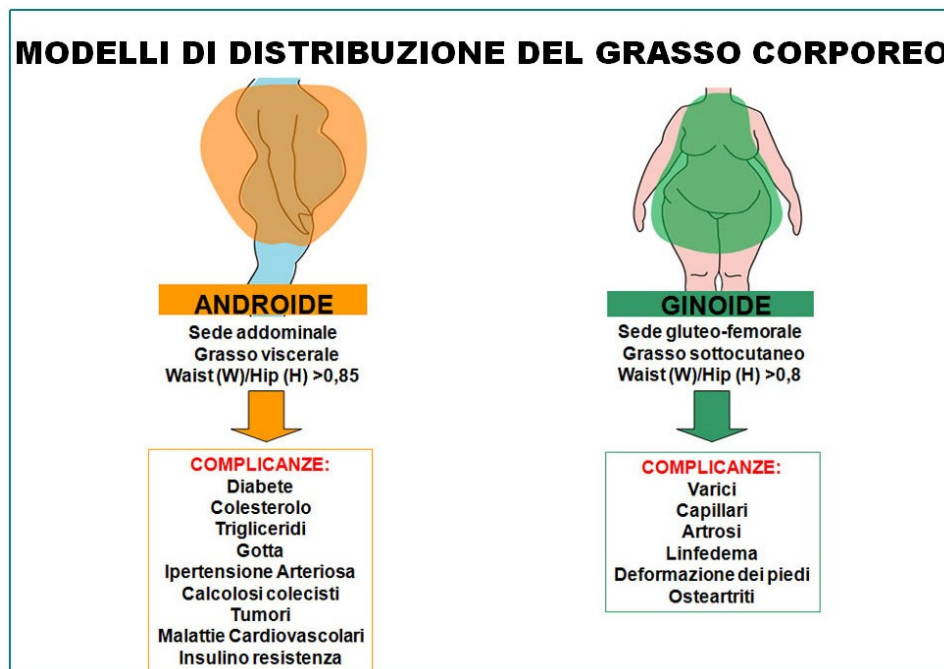 MODELLI DI DISTRIBUZIONE DEL GRASSO CORPOREO
ANDROIDE
Sede addominale
Grasso viscerale
Waist (W)/Hip (H) >0,85
COMPLICANZE:
Diabete
Colesterolo
Trigliceridi
Gotta
Ipertensione Arteriosa
Calcolosi colecisti
Tumori
Malattie Cardiovascolari
Insulino resistenza
GINOIDE
Sede gluteo-femorale
Grasso sottocutaneo
Waist (W)/Hip (H) >0,8
COMPLICANZE:
Varici
Capillari
Artrosi
Linfedema
Deformazione dei piedi
Osteartriti